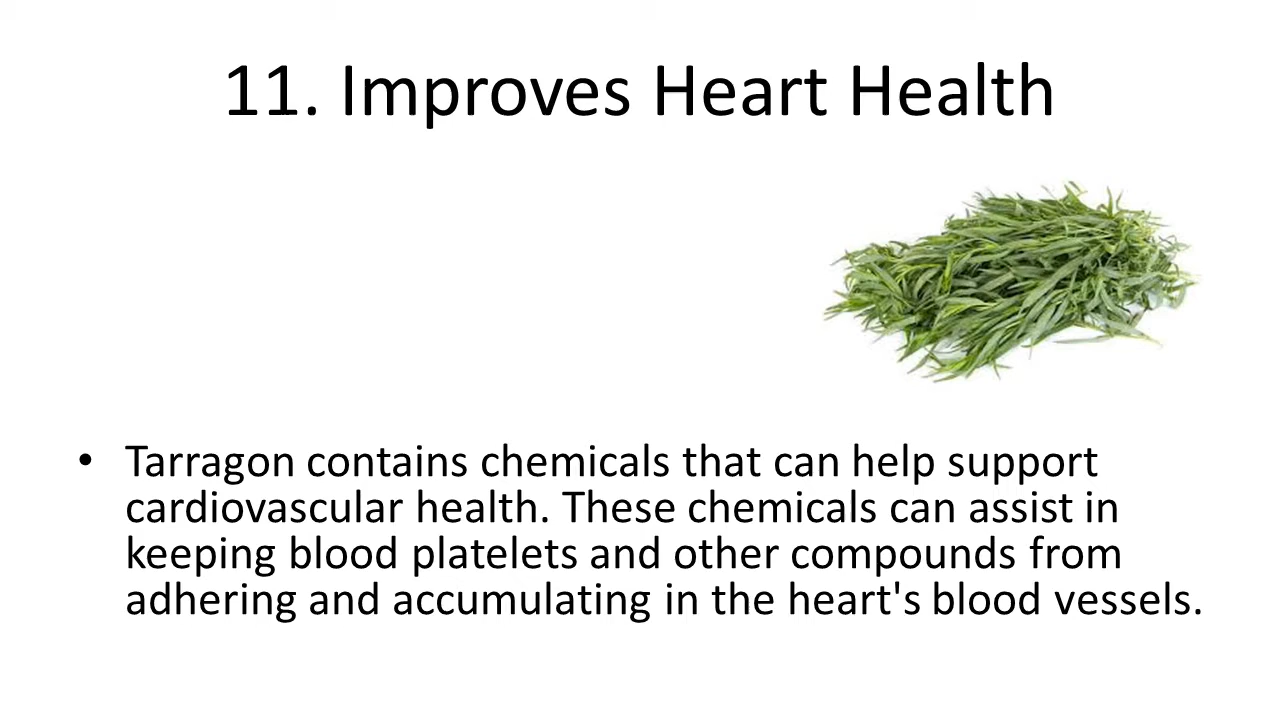 11. Improves Heart Health
• Tarragon contains chemicals that can help support
cardiovascular health. These chemicals can assist in
keeping blood platelets and other compounds from
adhering and accumulating in the heart's blood vessels.